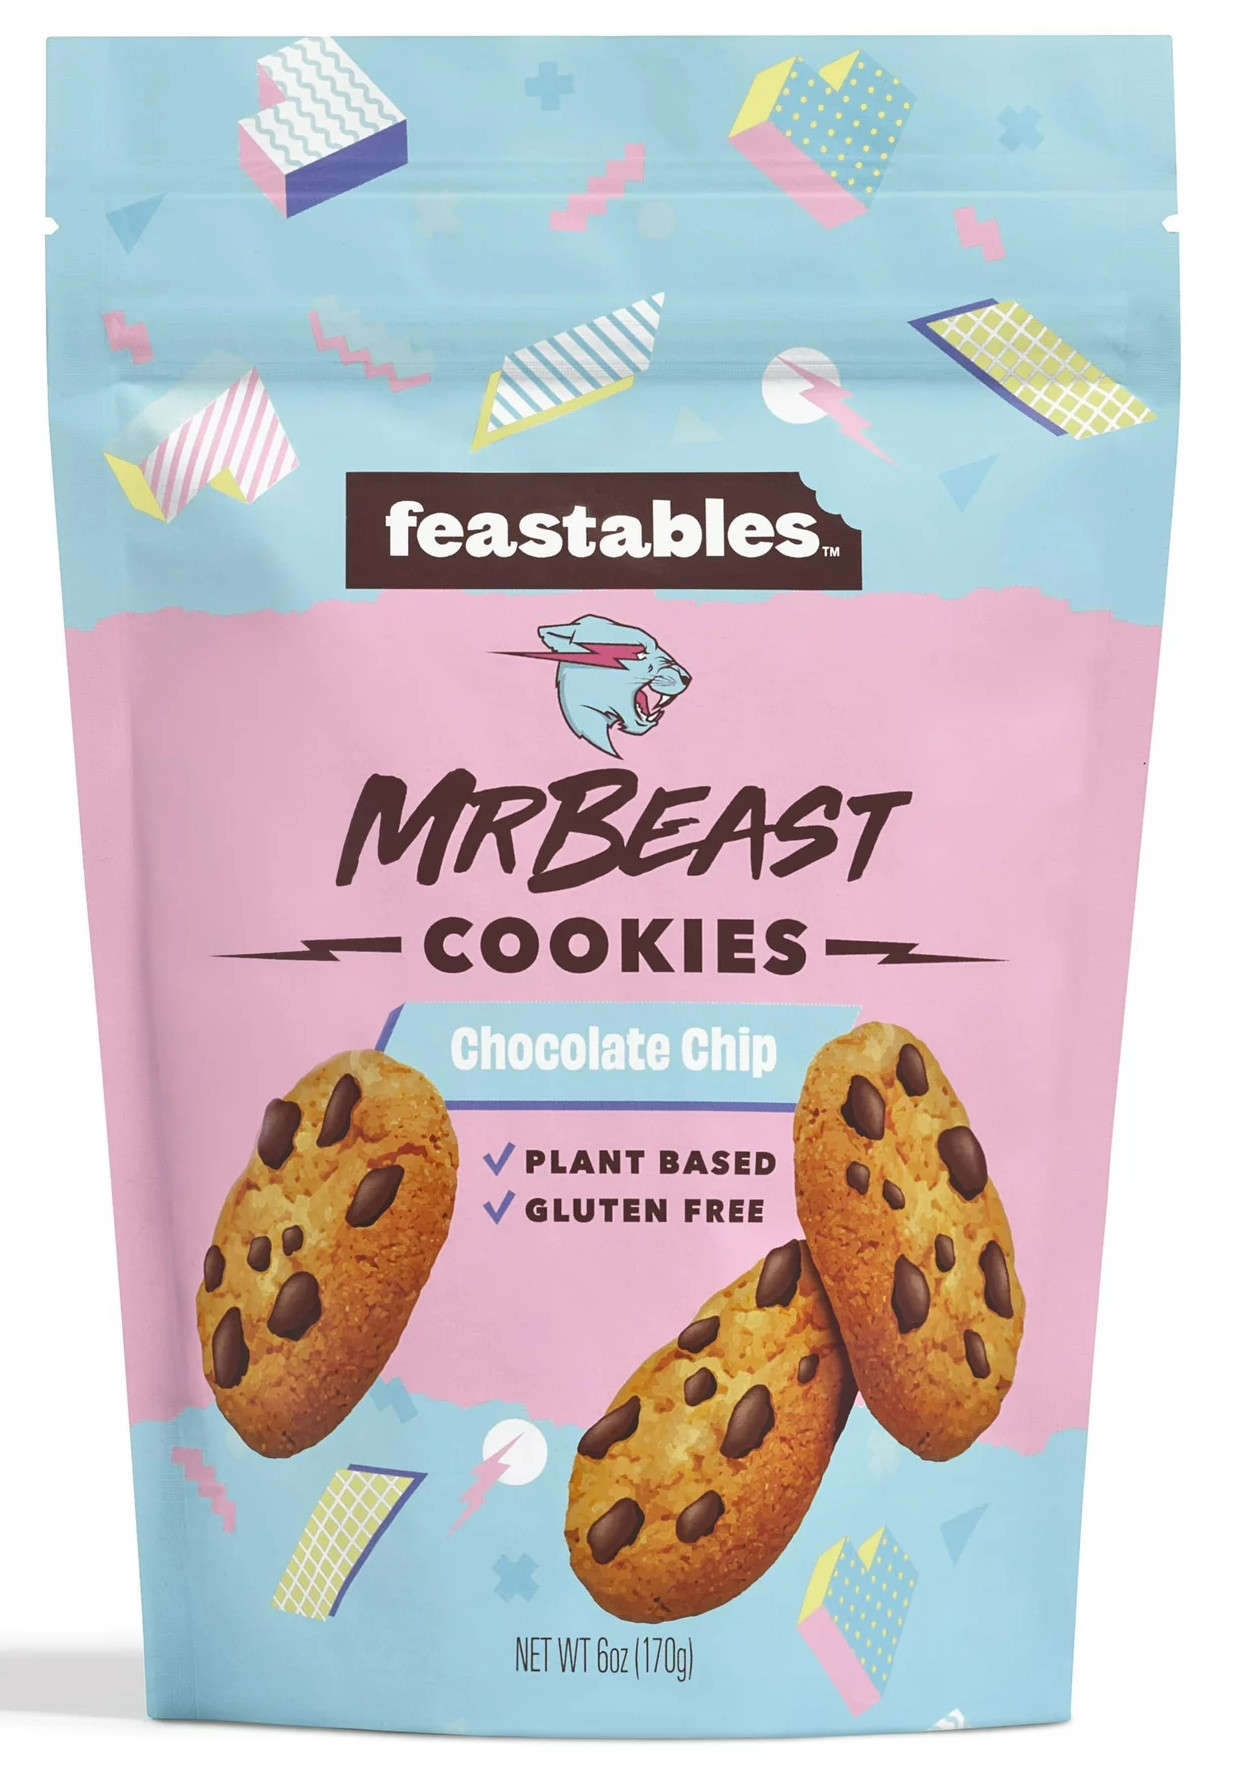 feastables™
MRBEAST
COOKIES
Chocolate Chip
✓ PLANT BASED
✓ GLUTEN FREE
NET WT 6oz (170g)